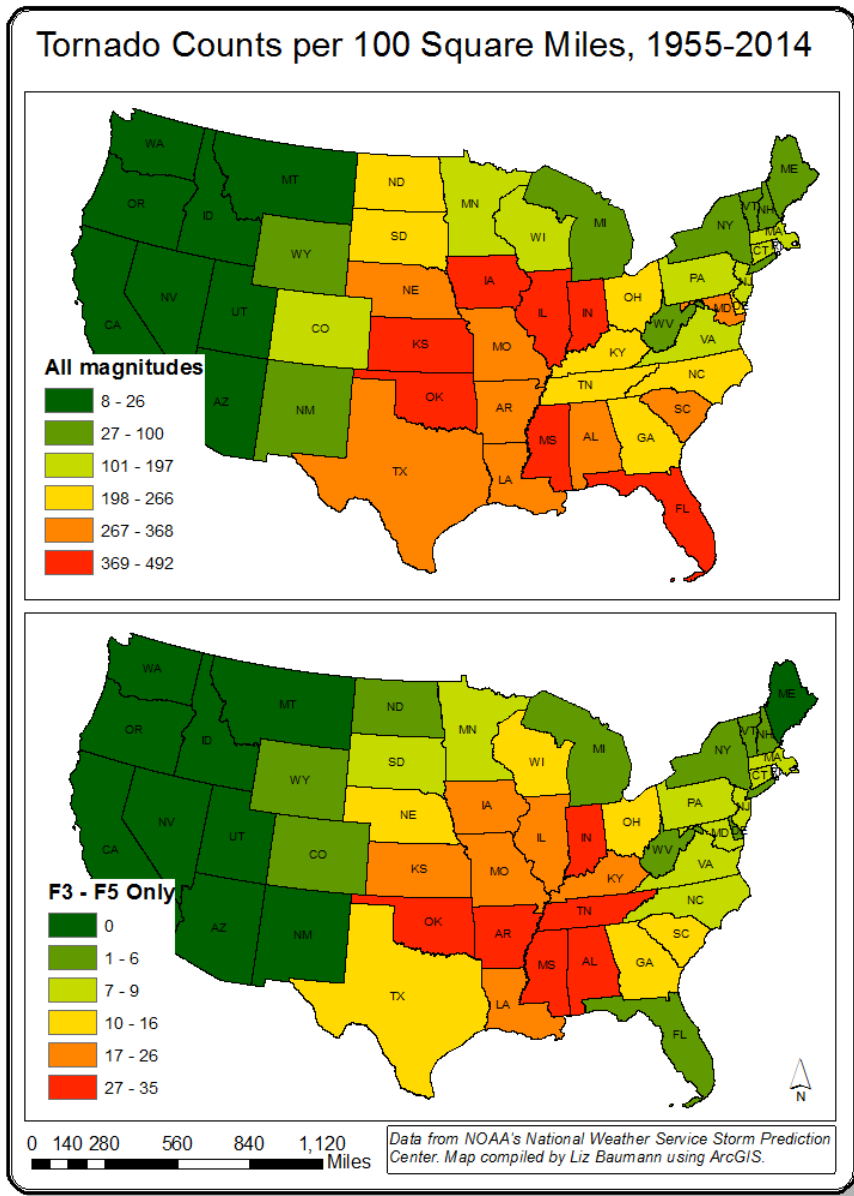 Tornado Counts per 100 Square Miles, 1955-2014
WA
OR
ID
MT
WY
CA
NV
UT
AZ
CO
NM
ND
SD
NE
KS
OK
TX
MN
IA
MO
AR
LA
WI
IL
MS
MI
IN
KY
TN
AL
OH
WV
GA
FL
SC
NC
VA
MD
DE
PA
NJ
NY
CT
MA
VT
NH
ME
All magnitudes
8 - 26
27 - 100
101 - 197
198 - 266
267 - 368
369 - 492
WA
OR
ID
MT
WY
CA
NV
UT
AZ
CO
NM
ND
SD
NE
KS
OK
TX
MN
IA
MO
AR
LA
WI
IL
MS
MI
IN
KY
TN
AL
OH
WV
GA
FL
SC
NC
VA
MD
DE
PA
NJ
NY
CT
MA
VT
NH
ME
F3 - F5 Only
0
1 - 6
7 - 9
10 - 16
17 - 26
27 - 35
N
0 140 280 560 840 1,120
Miles
Data from NOAA's National Weather Service Storm Prediction
Center. Map compiled by Liz Baumann using ArcGIS.